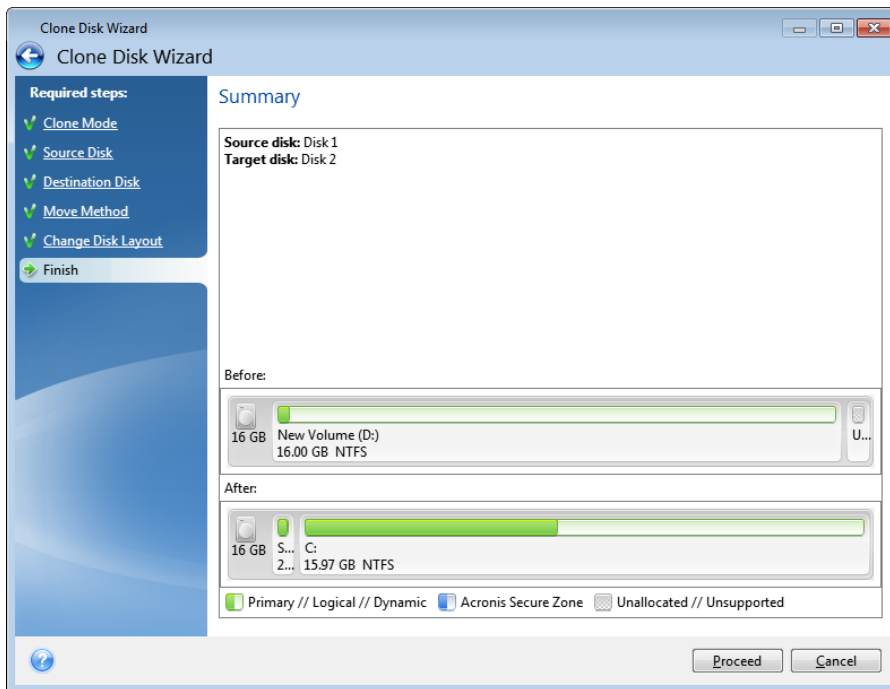 Clone Disk Wizard
Clone Disk Wizard
Required steps:
Clone Mode
Source Disk
Destination Disk
Move Method
Change Disk Layout
Finish
Summary
Source disk: Disk 1
Target disk: Disk 2
Before:
16 GB
New Volume (D:)
16.00 GB NTFS
U...
After:
16 GB
S...
2...
C:
15.97 GB NTFS
Primary // Logical // Dynamic
Acronis Secure Zone
Unallocated // Unsupported
?
Proceed
Cancel